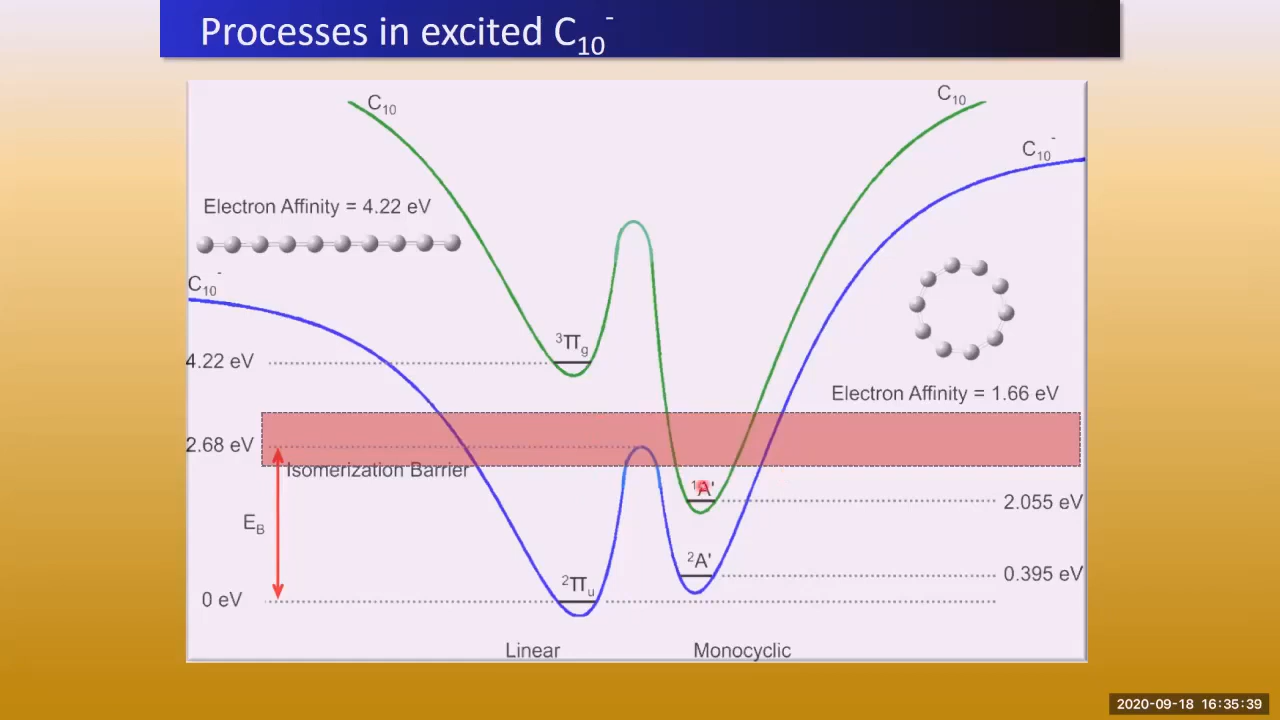 Processes in excited C10-
C10
C10
C10-
Electron Affinity = 4.22 eV
C10-
4.22 eV
3Πg
Electron Affinity = 1.66 eV
2.68 eV
Isomerization Barrier
1A'
2.055 eV
EB
2A'
0.395 eV
2Πu
0 eV
Linear
Monocyclic
2020-09-18 16:35:39